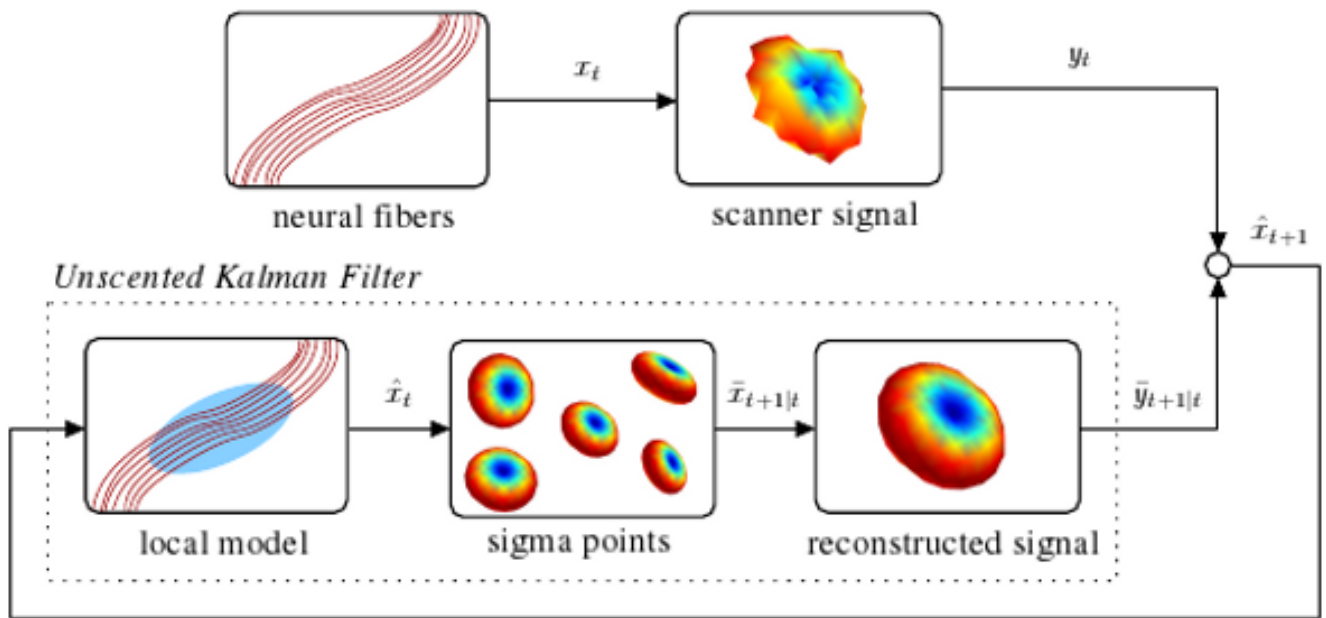 x_t
y_t
neural fibers
scanner signal
x̂_{t+1}
Unscented Kalman Filter
x̂_t
x̄_{t+1|t}
ȳ_{t+1|t}
local model
sigma points
reconstructed signal